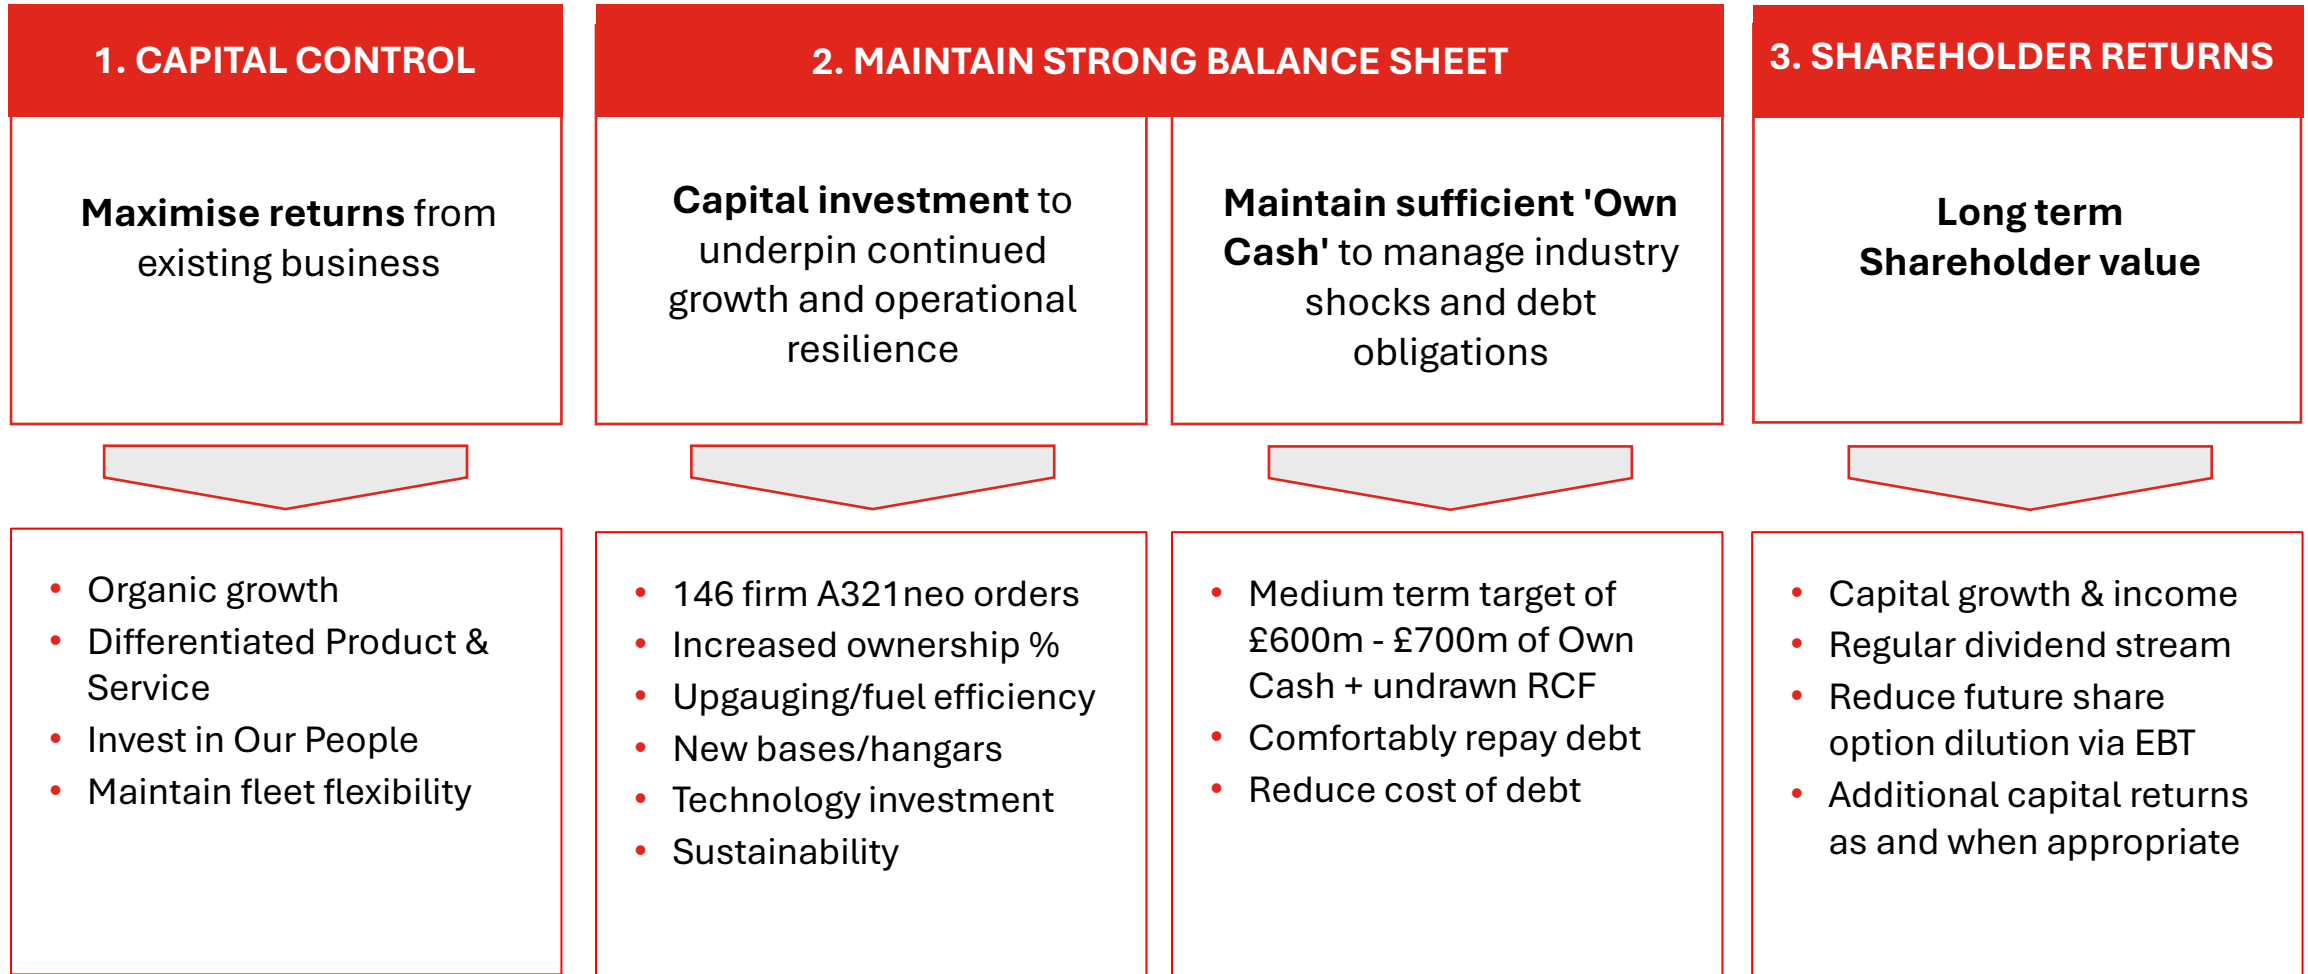 1. CAPITAL CONTROL
Maximise returns from
existing business
• Organic growth
• Differentiated Product &
Service
• Invest in Our People
• Maintain fleet flexibility
2. MAINTAIN STRONG BALANCE SHEET
Capital investment to
underpin continued
growth and operational
resilience
• 146 firm A321neo orders
• Increased ownership %
• Upgauging/fuel efficiency
• New bases/hangars
• Technology investment
• Sustainability
Maintain sufficient 'Own
Cash' to manage industry
shocks and debt
obligations
• Medium term target of
£600m - £700m of Own
Cash + undrawn RCF
• Comfortably repay debt
• Reduce cost of debt
3. SHAREHOLDER RETURNS
Long term
Shareholder value
• Capital growth & income
• Regular dividend stream
• Reduce future share
option dilution via EBT
• Additional capital returns
as and when appropriate